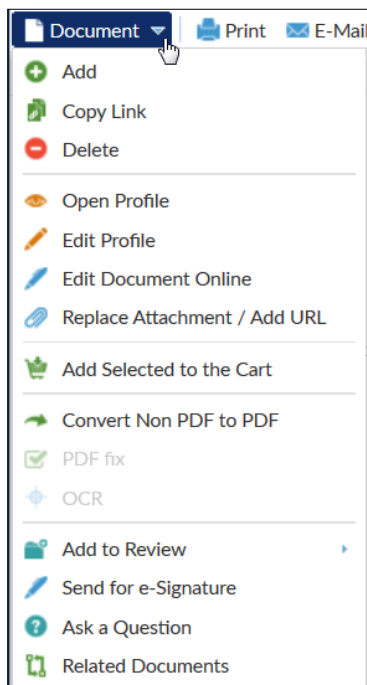 Document Print E-Mail
Add
Copy Link
Delete
Open Profile
Edit Profile
Edit Document Online
Replace Attachment / Add URL
Add Selected to the Cart
Convert Non PDF to PDF
PDF fix
OCR
Add to Review
Send for e-Signature
Ask a Question
Related Documents